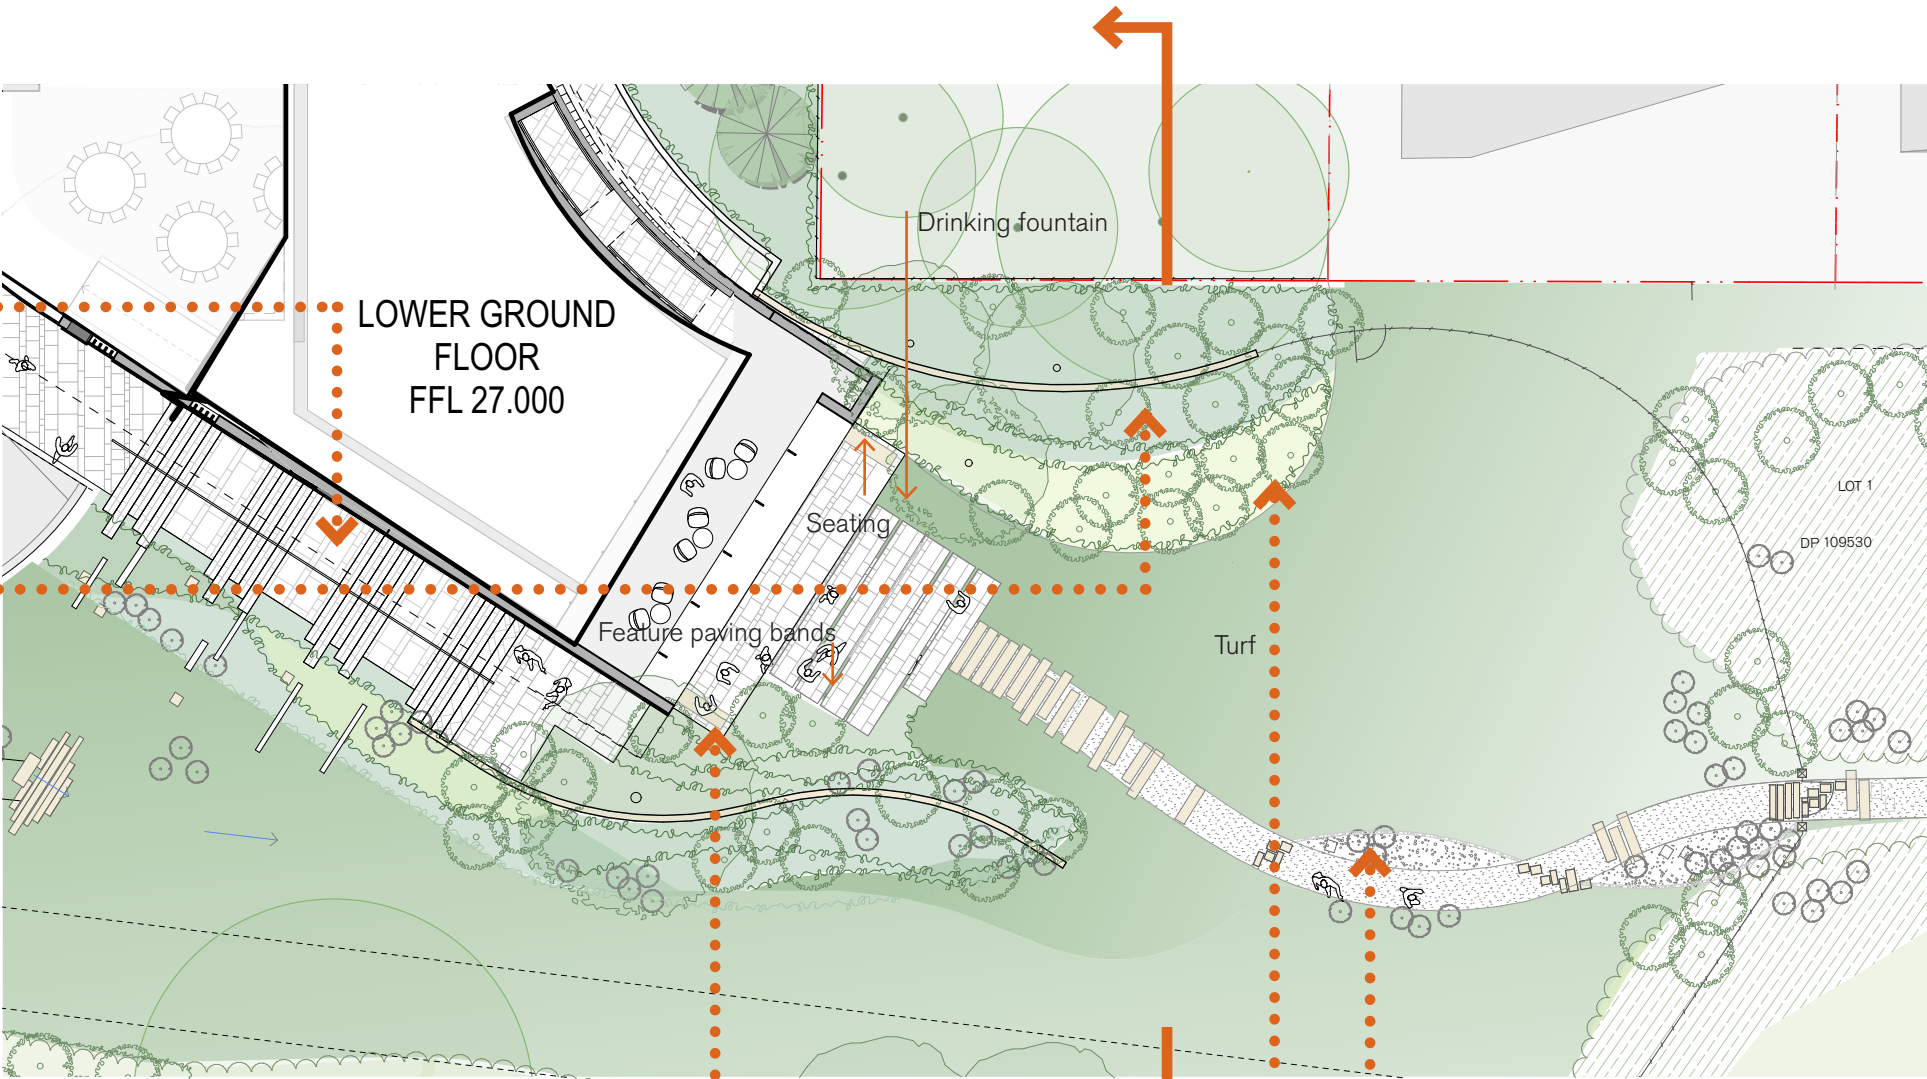 Drinking fountain
LOWER GROUND
FLOOR
FFL 27.000
LOT 1
Seating
DP 109530
Feature paving bands
Turf